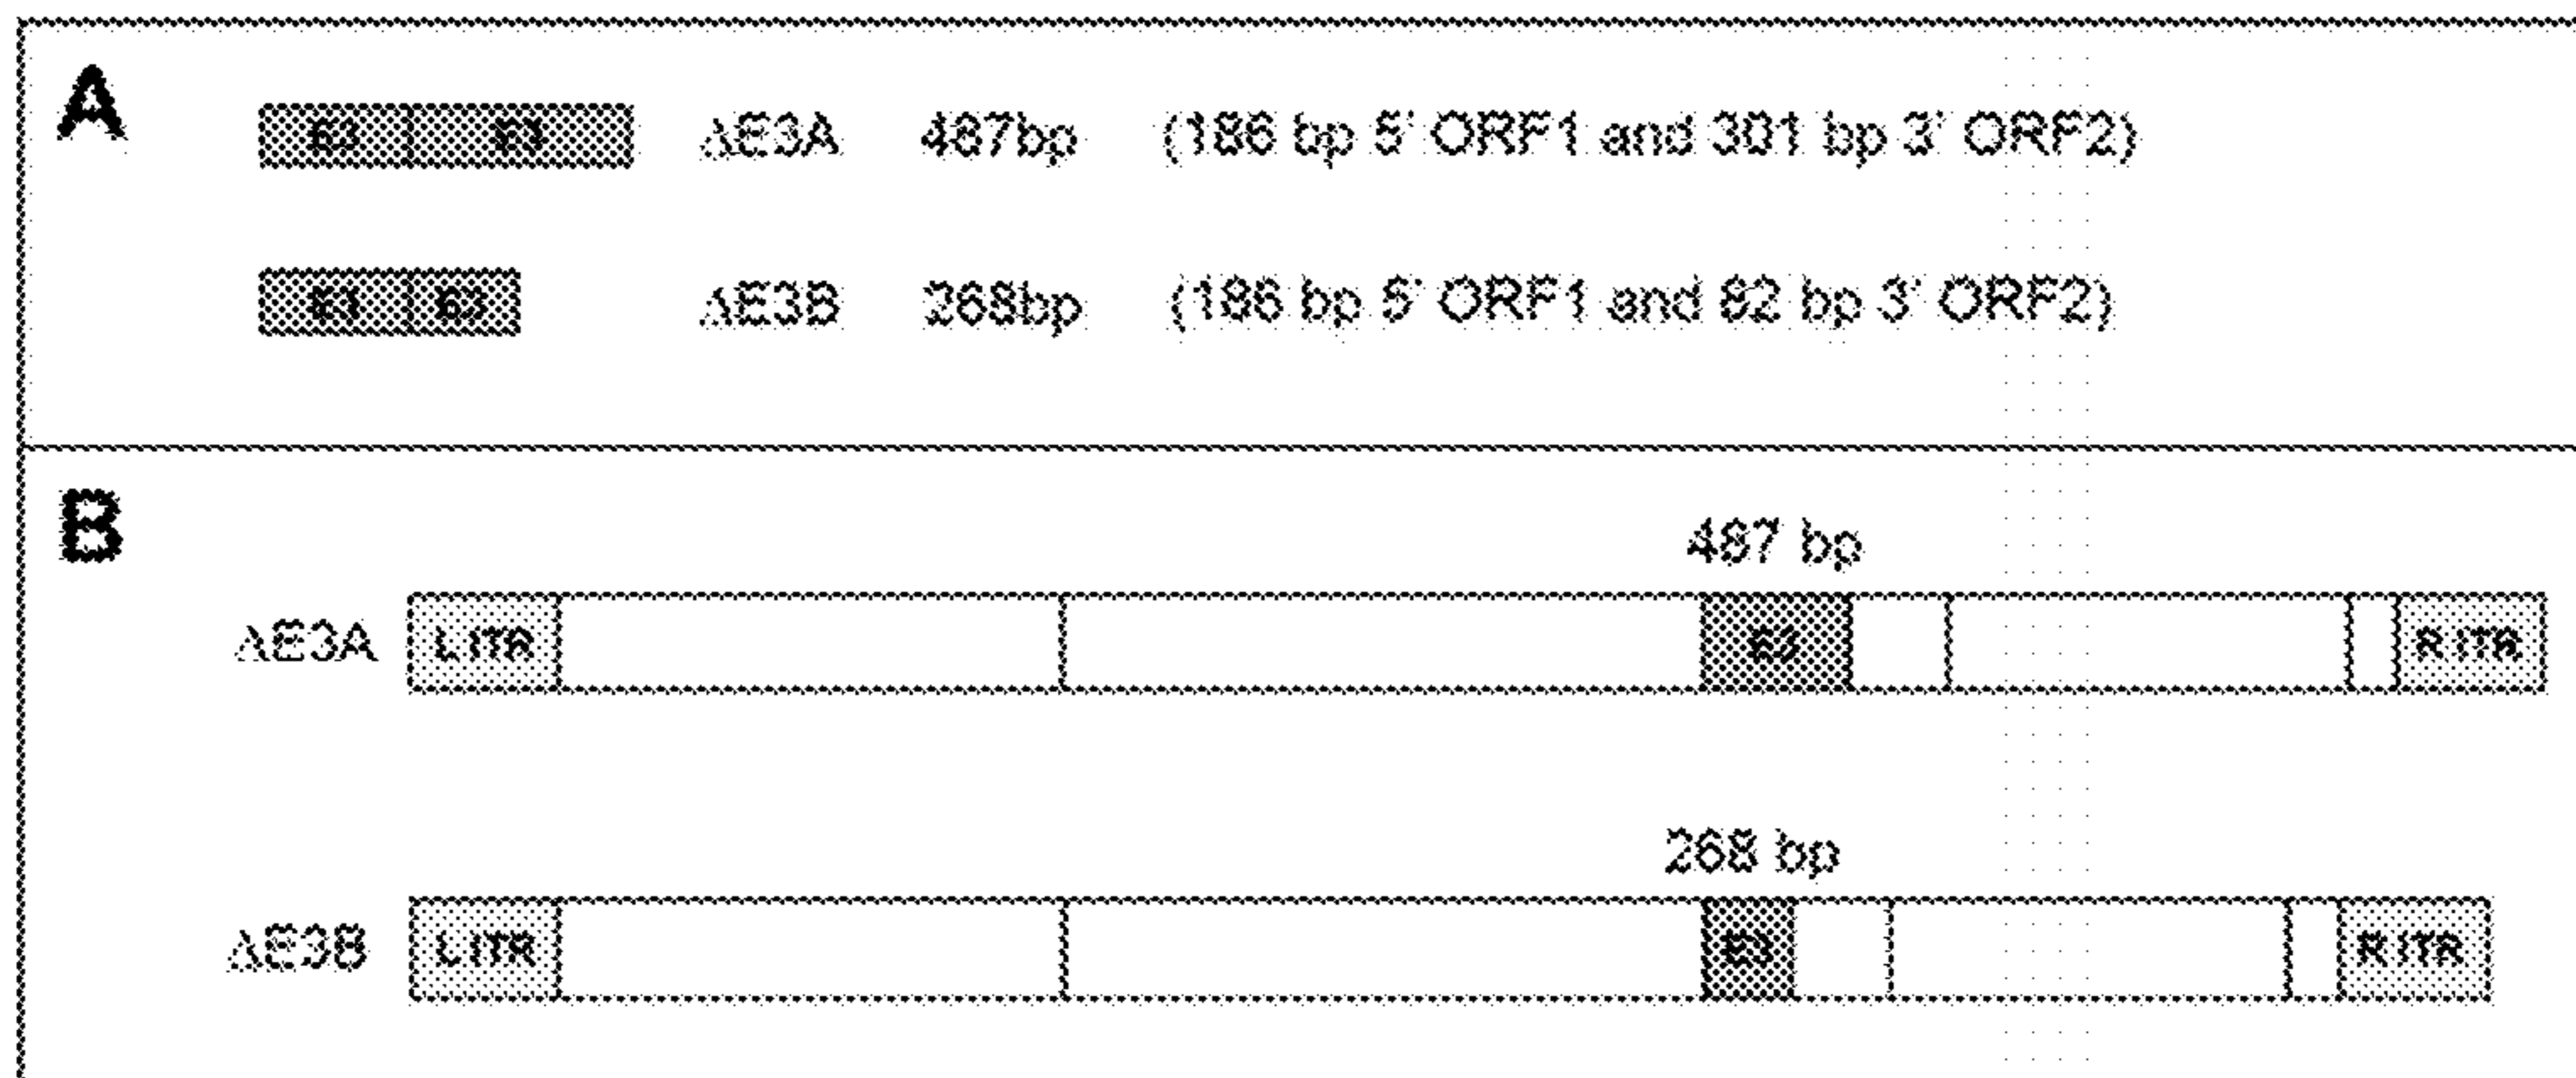 A
E3 E3 ΔE3A 487bp (186 bp 5' ORF1 and 301 bp 3' ORF2)
E3 E3 ΔE3B 268bp (186 bp 5' ORF1 and 82 bp 3' ORF2)
B
487 bp
ΔE3A L ITR E3 R ITR
268 bp
ΔE3B L ITR E3 R ITR